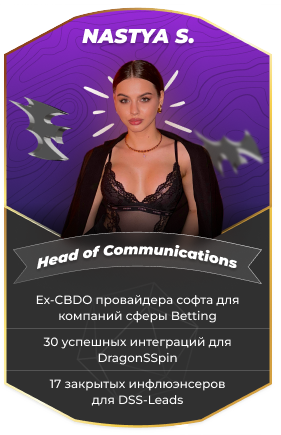 NASTYA S.
Head of Communications
Ex-CBDO провайдера софта для
компаний сферы Betting
30 успешных интеграций для
DragonSSpin
17 закрытых инфлюэнсеров
для DSS-Leads